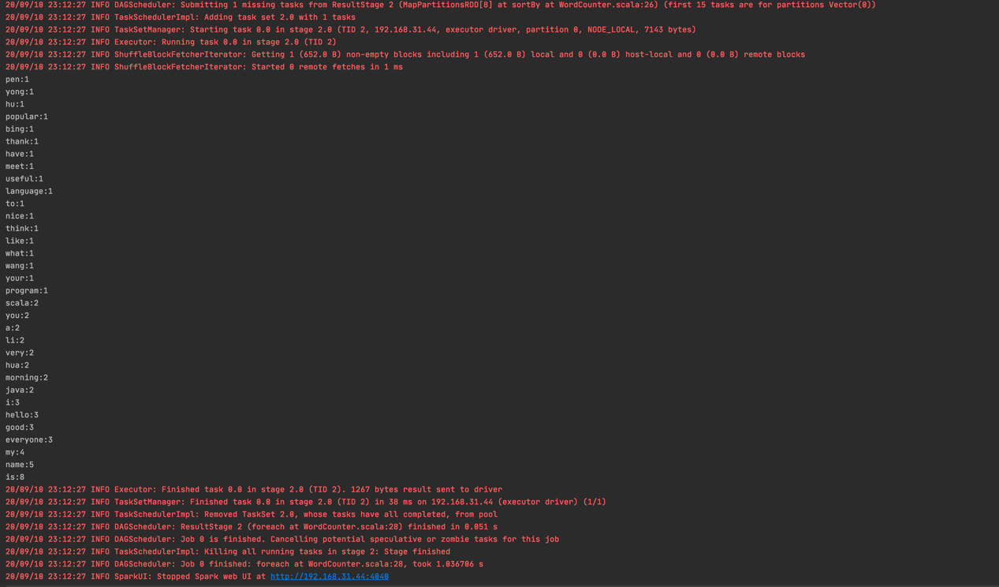 20/09/10 23:12:27 INFO DAGScheduler: Submitting 1 missing tasks from ResultStage 2 (MapPartitionsRDD[8] at sortBy at WordCounter.scala:26) (first 15 tasks are for partitions Vector(0))
20/09/10 23:12:27 INFO TaskSchedulerImpl: Adding task set 2.0 with 1 tasks
20/09/10 23:12:27 INFO TaskSetManager: Starting task 0.0 in stage 2.0 (TID 2, 192.168.31.44, executor driver, partition 0, NODE_LOCAL, 7143 bytes)
20/09/10 23:12:27 INFO Executor: Running task 0.0 in stage 2.0 (TID 2)
20/09/10 23:12:27 INFO ShuffleBlockFetcherIterator: Getting 1 (652.0 B) non-empty blocks including 1 (652.0 B) local and 0 (0.0 B) host-local and 0 (0.0 B) remote blocks
20/09/10 23:12:27 INFO ShuffleBlockFetcherIterator: Started 0 remote fetches in 1 ms
pen:1
yong:1
hu:1
popular:1
bing:1
thank:1
have:1
meet:1
useful:1
language:1
to:1
nice:1
think:1
like:1
what:1
wang:1
your:1
program:1
scala:2
you:2
a:2
li:2
very:2
hua:2
morning:2
java:2
i:3
hello:3
good:3
everyone:3
my:4
name:5
is:8
20/09/10 23:12:27 INFO Executor: Finished task 0.0 in stage 2.0 (TID 2). 1267 bytes result sent to driver
20/09/10 23:12:27 INFO TaskSetManager: Finished task 0.0 in stage 2.0 (TID 2) in 38 ms on 192.168.31.44 (executor driver) (1/1)
20/09/10 23:12:27 INFO TaskSchedulerImpl: Removed TaskSet 2.0, whose tasks have all completed, from pool
20/09/10 23:12:27 INFO DAGScheduler: ResultStage 2 (foreach at WordCounter.scala:28) finished in 0.051 s
20/09/10 23:12:27 INFO DAGScheduler: Job 0 is finished. Cancelling potential speculative or zombie tasks for this job
20/09/10 23:12:27 INFO TaskSchedulerImpl: Killing all running tasks in stage 2: Stage finished
20/09/10 23:12:27 INFO DAGScheduler: Job 0 finished: foreach at WordCounter.scala:28, took 1.036706 s
20/09/10 23:12:27 INFO SparkUI: Stopped Spark web UI at http://192.168.31.44:4040